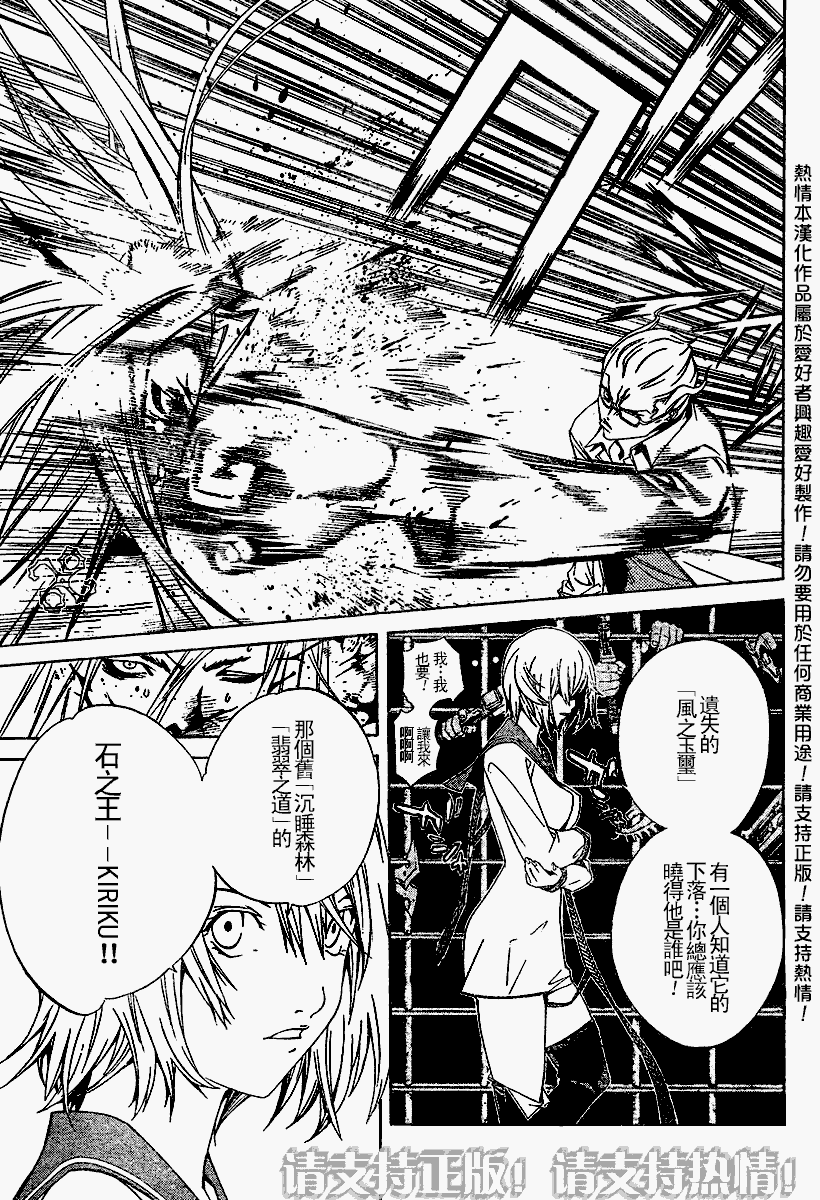 遺失的
「風之玉璽」
有一個人知道它的
下落…你總應該
曉得他是誰吧！
我…我
也要！
讓我來
啊啊啊
那個舊「沉睡森林」
「翡翠之道」的
石之王－－KIRIKU!!
熱情本漢化作品屬於愛好者興趣愛好製作！請勿要用於任何商業用途！請支持正版！請支持熱情！
请支持正版！请支持热情！